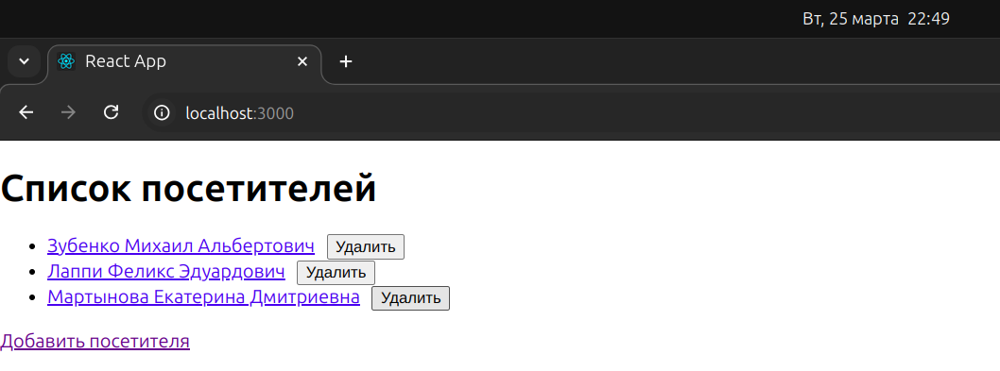 Вт, 25 марта 22:49
React App
localhost:3000
Список посетителей
Зубенко Михаил Альбертович Удалить
Лаппи Феликс Эдуардович Удалить
Мартынова Екатерина Дмитриевна Удалить
Добавить посетителя